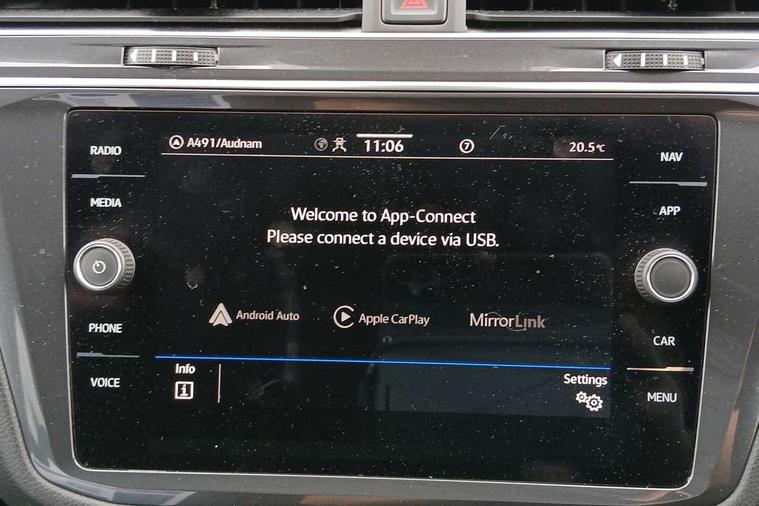 RADIO
MEDIA
PHONE
VOICE
A491/Audnam
11:06
7
20.5°C
Welcome to App-Connect
Please connect a device via USB.
Android Auto
Apple CarPlay
MirrorLink
Info
i
Settings
NAV
APP
CAR
MENU